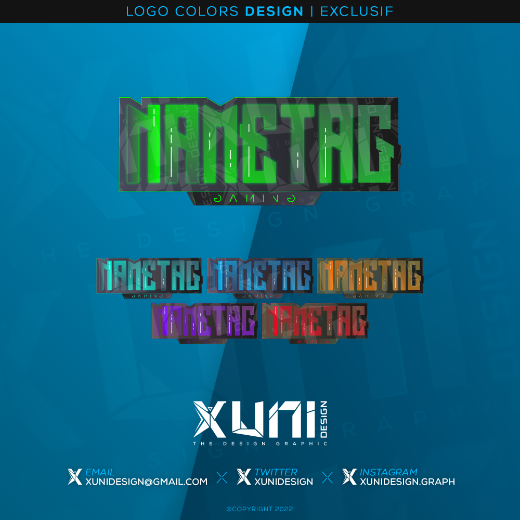 LOGO COLORS DESIGN | EXCLUSIF
NAMETAG
GAMING
NAMETAG NAMETAG NAMETAG
NAMETAG NAMETAG
XUNI DESIGN
THE DESIGN GRAPHIC
EMAIL
XUNIDESIGN@GMAIL.COM
TWITTER
XUNIDESIGN
INSTAGRAM
XUNIDESIGN.GRAPH
©COPYRIGHT 2022